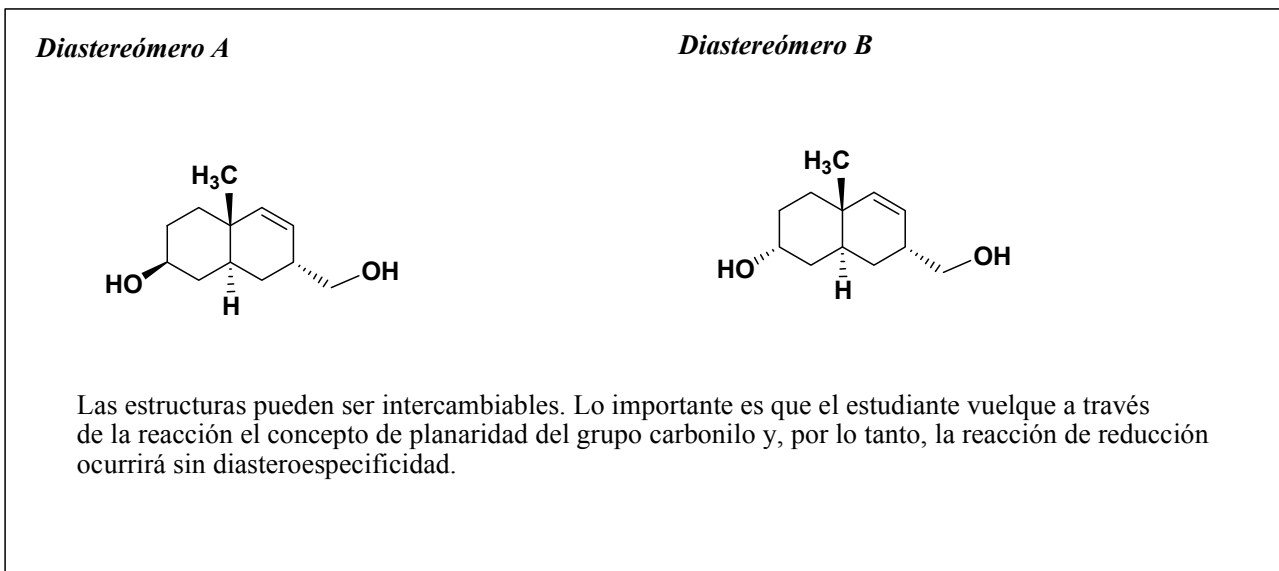 Diastereómero A
Diastereómero B
H₃C
HO
H
OH
H₃C
HO
H
OH
Las estructuras pueden ser intercambiables. Lo importante es que el estudiante vuelque a través
de la reacción el concepto de planaridad del grupo carbonilo y, por lo tanto, la reacción de reducción
ocurrirá sin diasteroespecificidad.